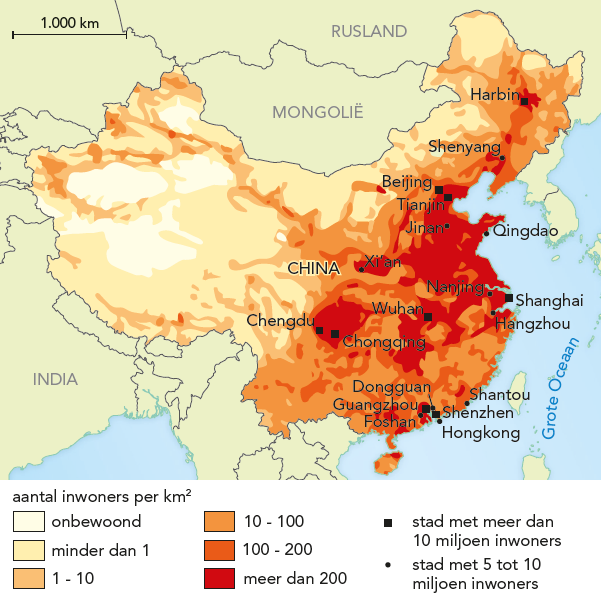 1.000 km
RUSLAND
MONGOLIË
Harbin
Shenyang
Beijing
Tianjin
Jinan
Qingdao
CHINA
Xi'an
Nanjing
Shanghai
Wuhan
Hangzhou
Chengdu
Chongqing
INDIA
Grote Oceaan
Dongguan
Shantou
Guangzhou
Shenzhen
Foshan
Hongkong
aantal inwoners per km²
onbewoond
minder dan 1
1 - 10
10 - 100
100 - 200
meer dan 200
stad met meer dan
10 miljoen inwoners
stad met 5 tot 10
miljoen inwoners